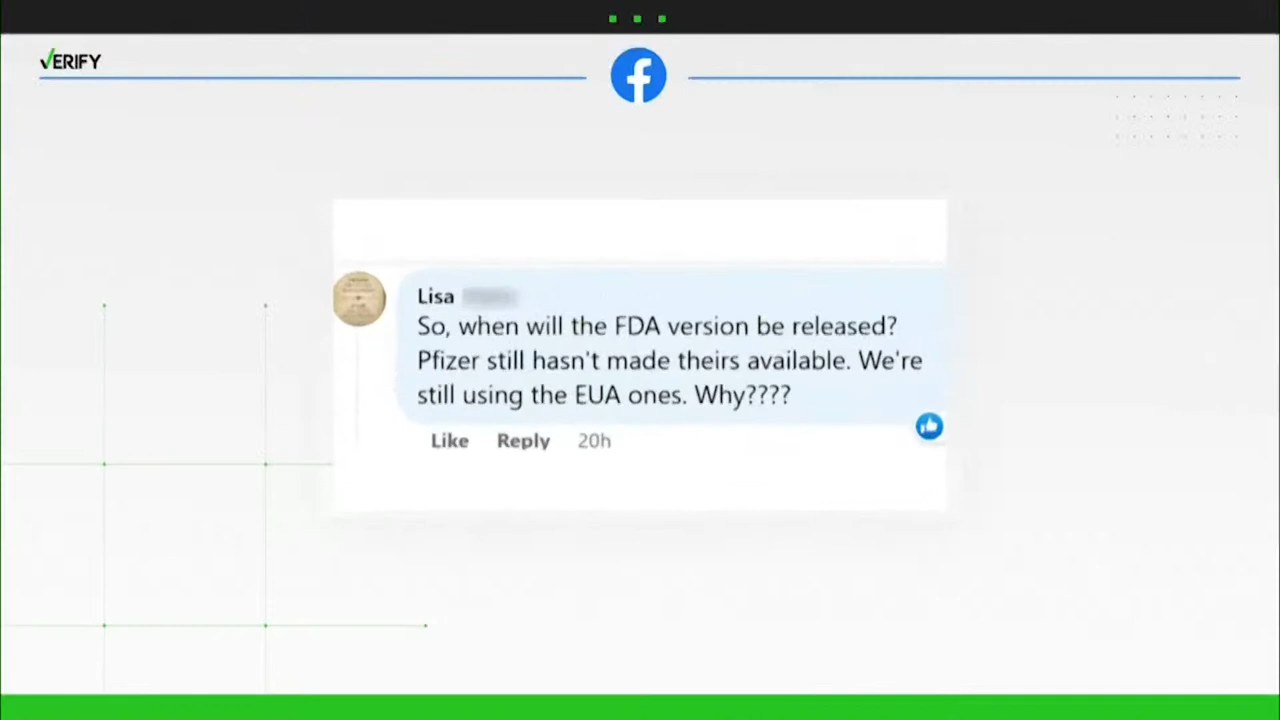 VERIFY
Lisa
So, when will the FDA version be released?
Pfizer still hasn't made theirs available. We're
still using the EUA ones. Why????
Like Reply 20h